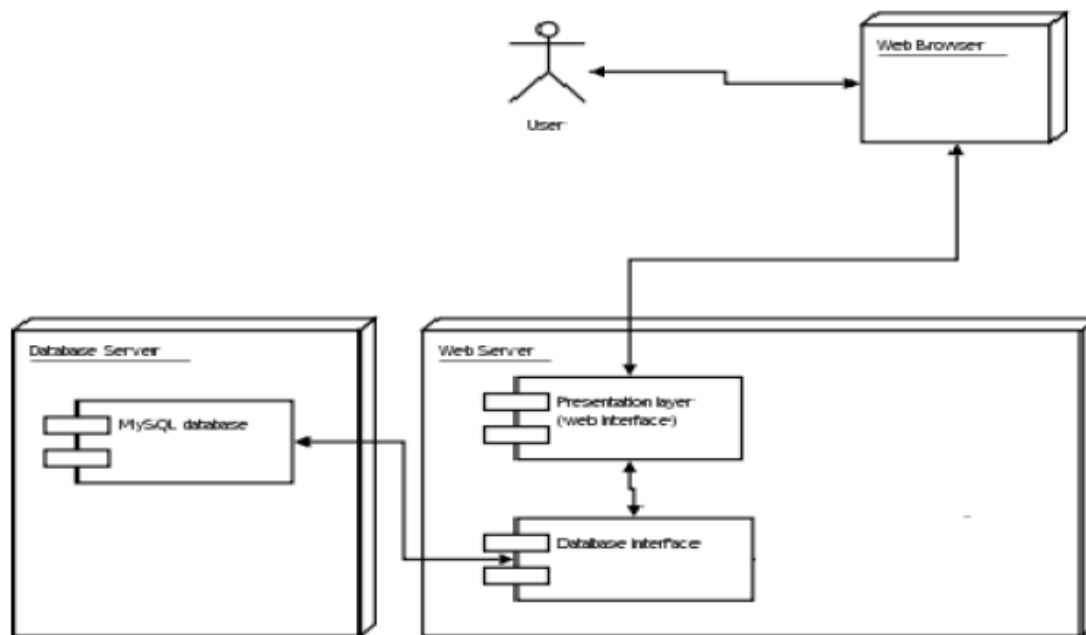 Web Browser
User
Database Server
Web Server
MySQL database
Presentation layer
(web interface)
Database interface